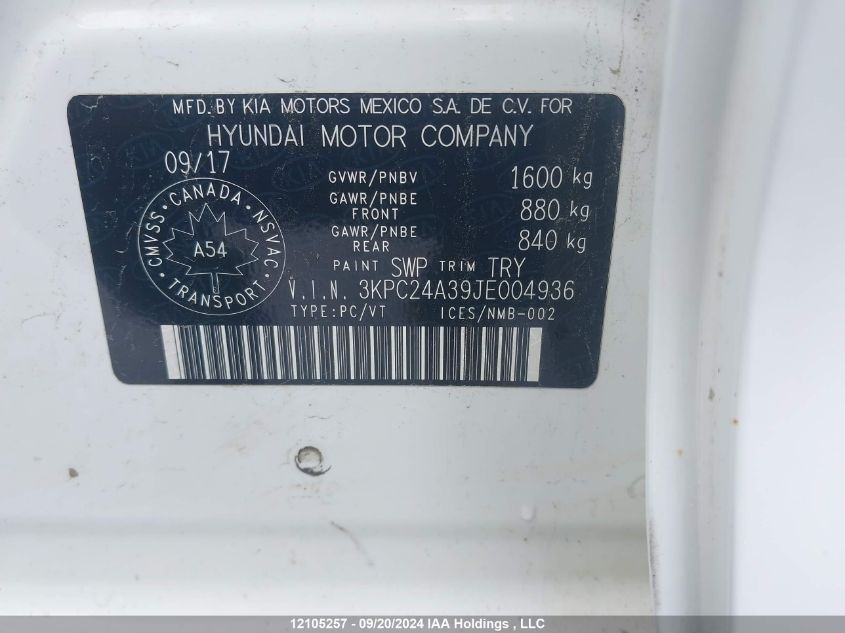 MFD. BY KIA MOTORS MEXICO S.A. DE C.V. FOR
HYUNDAI MOTOR COMPANY
09/17
GVWR/PNBV 1600 kg
GAWR/PNBE FRONT 880 kg
GAWR/PNBE REAR 840 kg
CMVSS • CANADA • NSVAC • TRANSPORT •
A54
PAINT SWP TRIM TRY
V.I.N. 3KPC24A39JE004936
TYPE:PC/VT ICES/NMB-002
12105257 - 09/20/2024 IAA Holdings , LLC